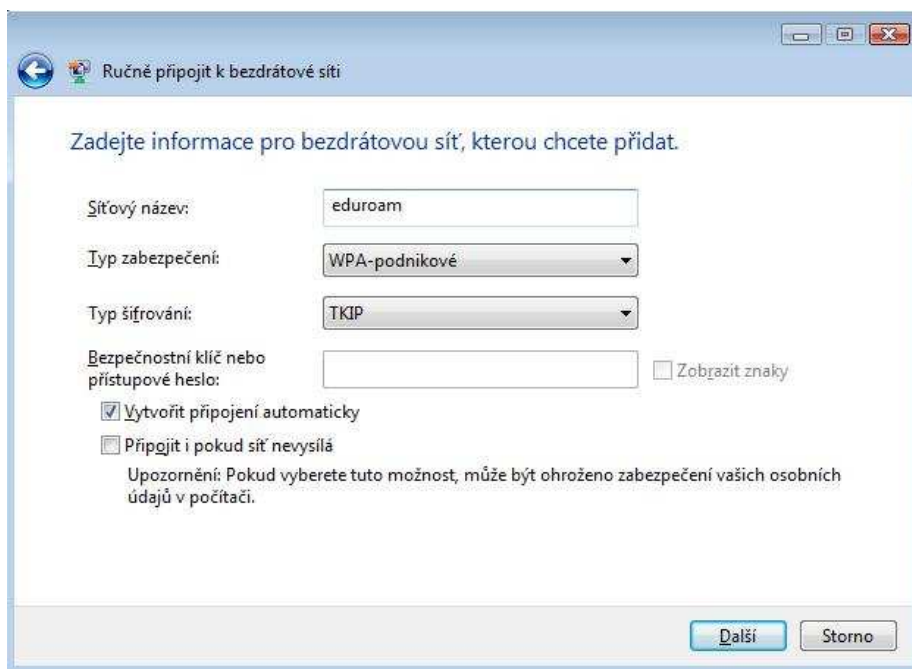 Ručně připojit k bezdrátové síti
Zadejte informace pro bezdrátovou síť, kterou chcete přidat.
Síťový název:
eduroam
Typ zabezpečení:
WPA-podnikové
Typ šifrování:
TKIP
Bezpečnostní klíč nebo
přístupové heslo:
Zobrazit znaky
Vytvořit připojení automaticky
Připojit i pokud síť nevysílá
Upozornění: Pokud vyberete tuto možnost, může být ohroženo zabezpečení vašich osobních
údajů v počítači.
Další
Storno